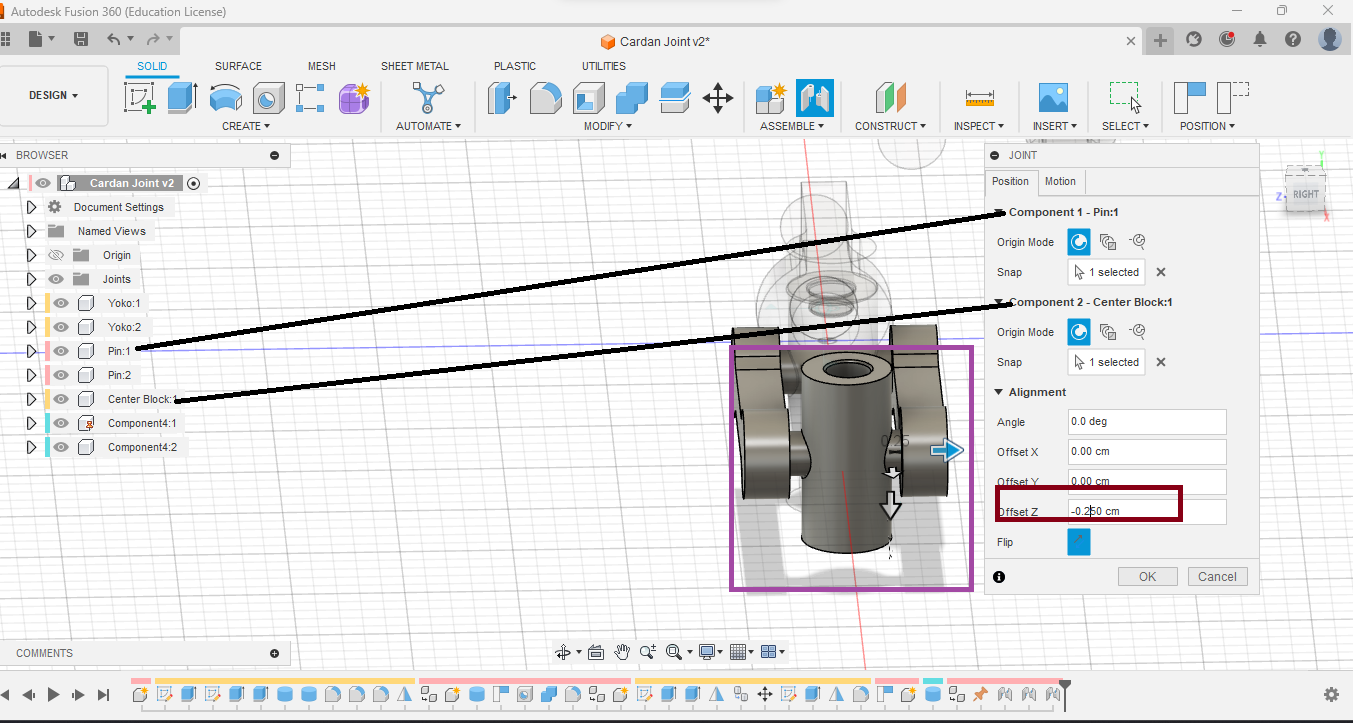 Autodesk Fusion 360 (Education License)
Cardan Joint v2*
SOLID SURFACE MESH SHEET METAL PLASTIC UTILITIES
DESIGN
CREATE AUTOMATE MODIFY ASSEMBLE CONSTRUCT INSPECT INSERT SELECT POSITION
BROWSER
Cardan Joint v2
Document Settings
Named Views
Origin
Joints
Yoko:1
Yoko:2
Pin:1
Pin:2
Center Block:1
Component4:1
Component4:2
0.25
JOINT
Position Motion
Component 1 - Pin:1
Origin Mode
Snap 1 selected
Component 2 - Center Block:1
Origin Mode
Snap 1 selected
Alignment
Angle 0.0 deg
Offset X 0.00 cm
Offset Y 0.00 cm
Offset Z -0.250 cm
Flip
OK Cancel
Y
Z RIGHT
X
COMMENTS